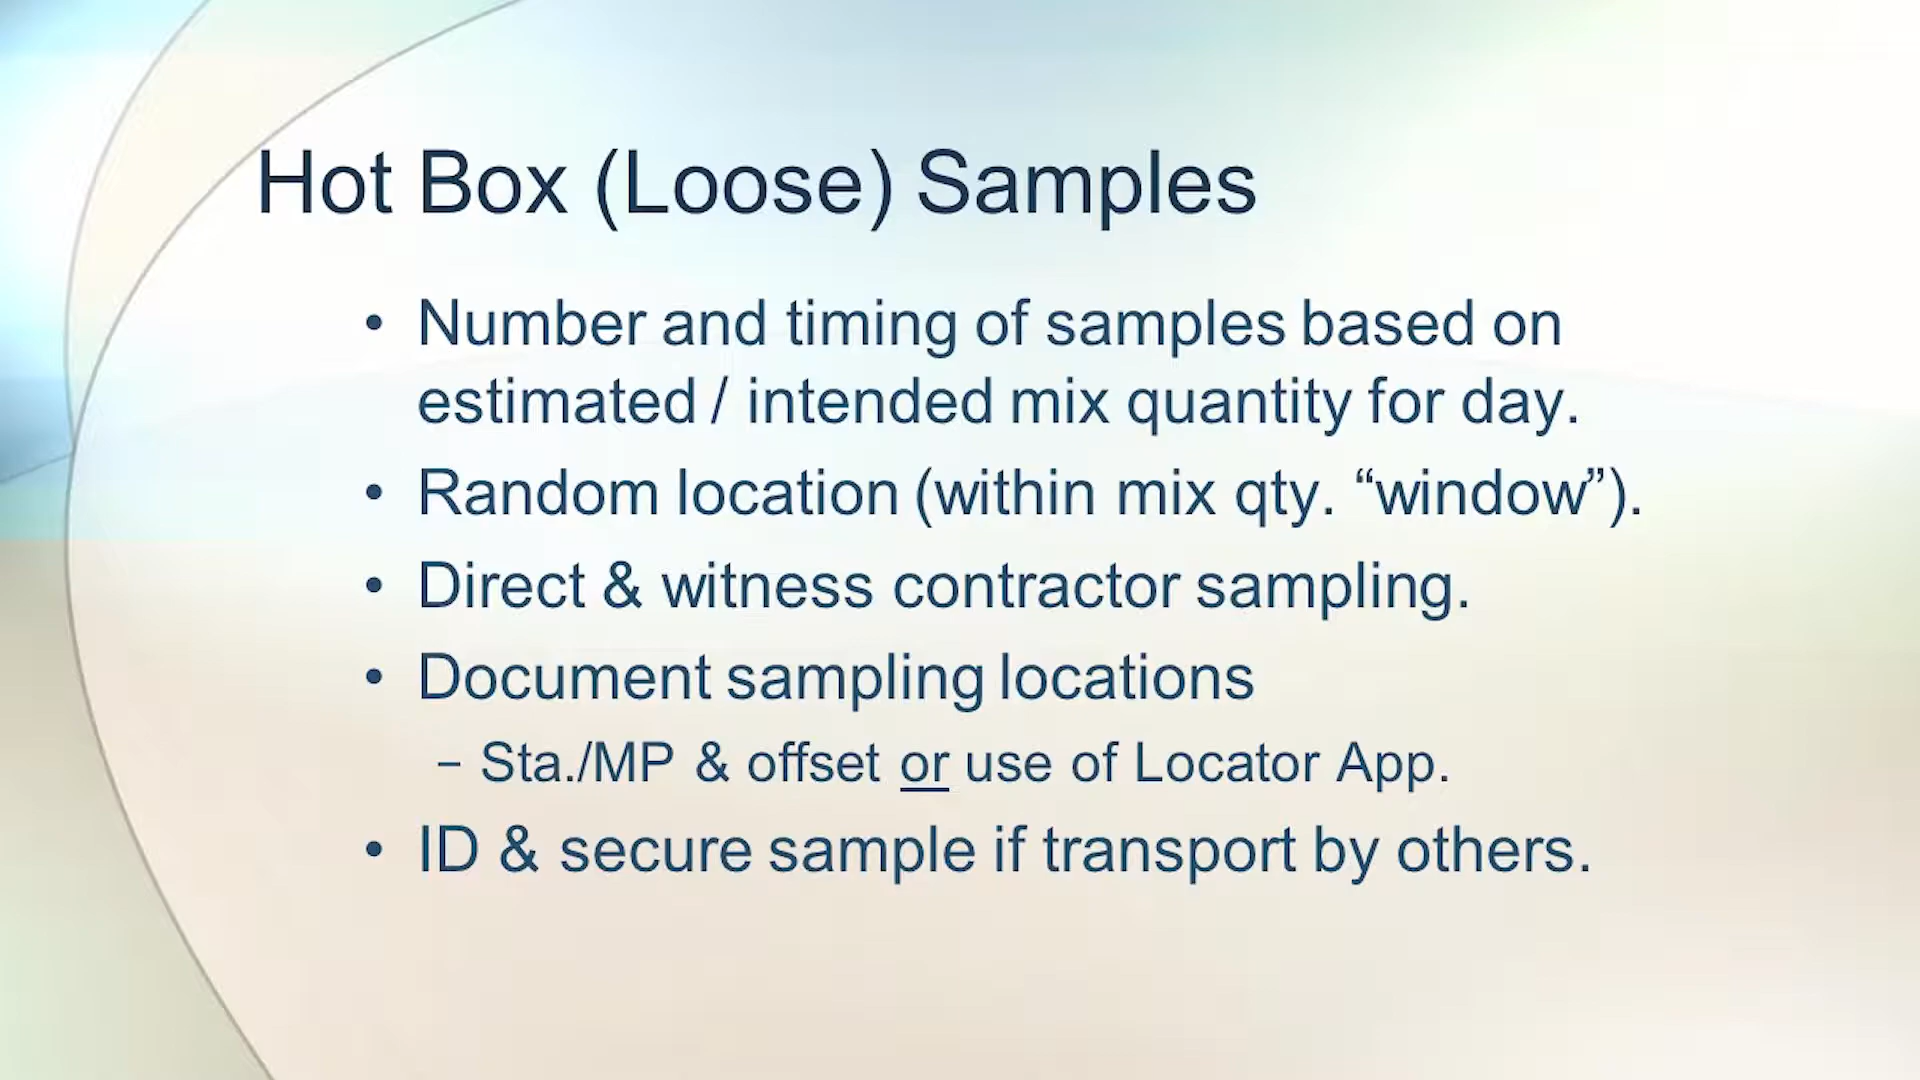 Hot Box (Loose) Samples
• Number and timing of samples based on
estimated / intended mix quantity for day.
• Random location (within mix qty. “window”).
• Direct & witness contractor sampling.
• Document sampling locations
– Sta./MP & offset or use of Locator App.
• ID & secure sample if transport by others.